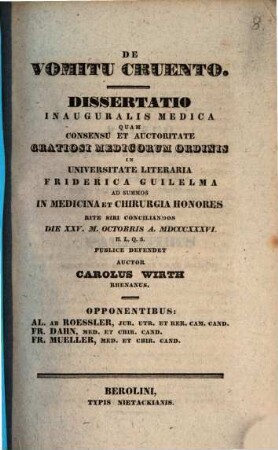 8.
DE
VOMITU CRUENTO.
DISSERTATIO
INAUGURALIS MEDICA
QUAM
CONSENSU ET AUCTORITATE
GRATIOSI MEDICORUM ORDINIS
IN
UNIVERSITATE LITERARIA
FRIDERICA GUILELMA
AD SUMMOS
IN MEDICINA ET CHIRURGIA HONORES
RITE SIBI CONCILIANDOS
DIE XXV. M. OCTOBRIS A. MDCCCXXXVI.
H. L. Q. S.
PUBLICE DEFENDET
AUCTOR
CAROLUS WIRTH
RHENANUS.
OPPONENTIBUS:
AL. AB ROESSLER, JUR. UTR. ET RER. CAM. CAND.
FR. DAHN, MED. ET CHIR. CAND.
FR. MUELLER, MED. ET CHIR. CAND.
BEROLINI,
TYPIS NIETACKIANIS.